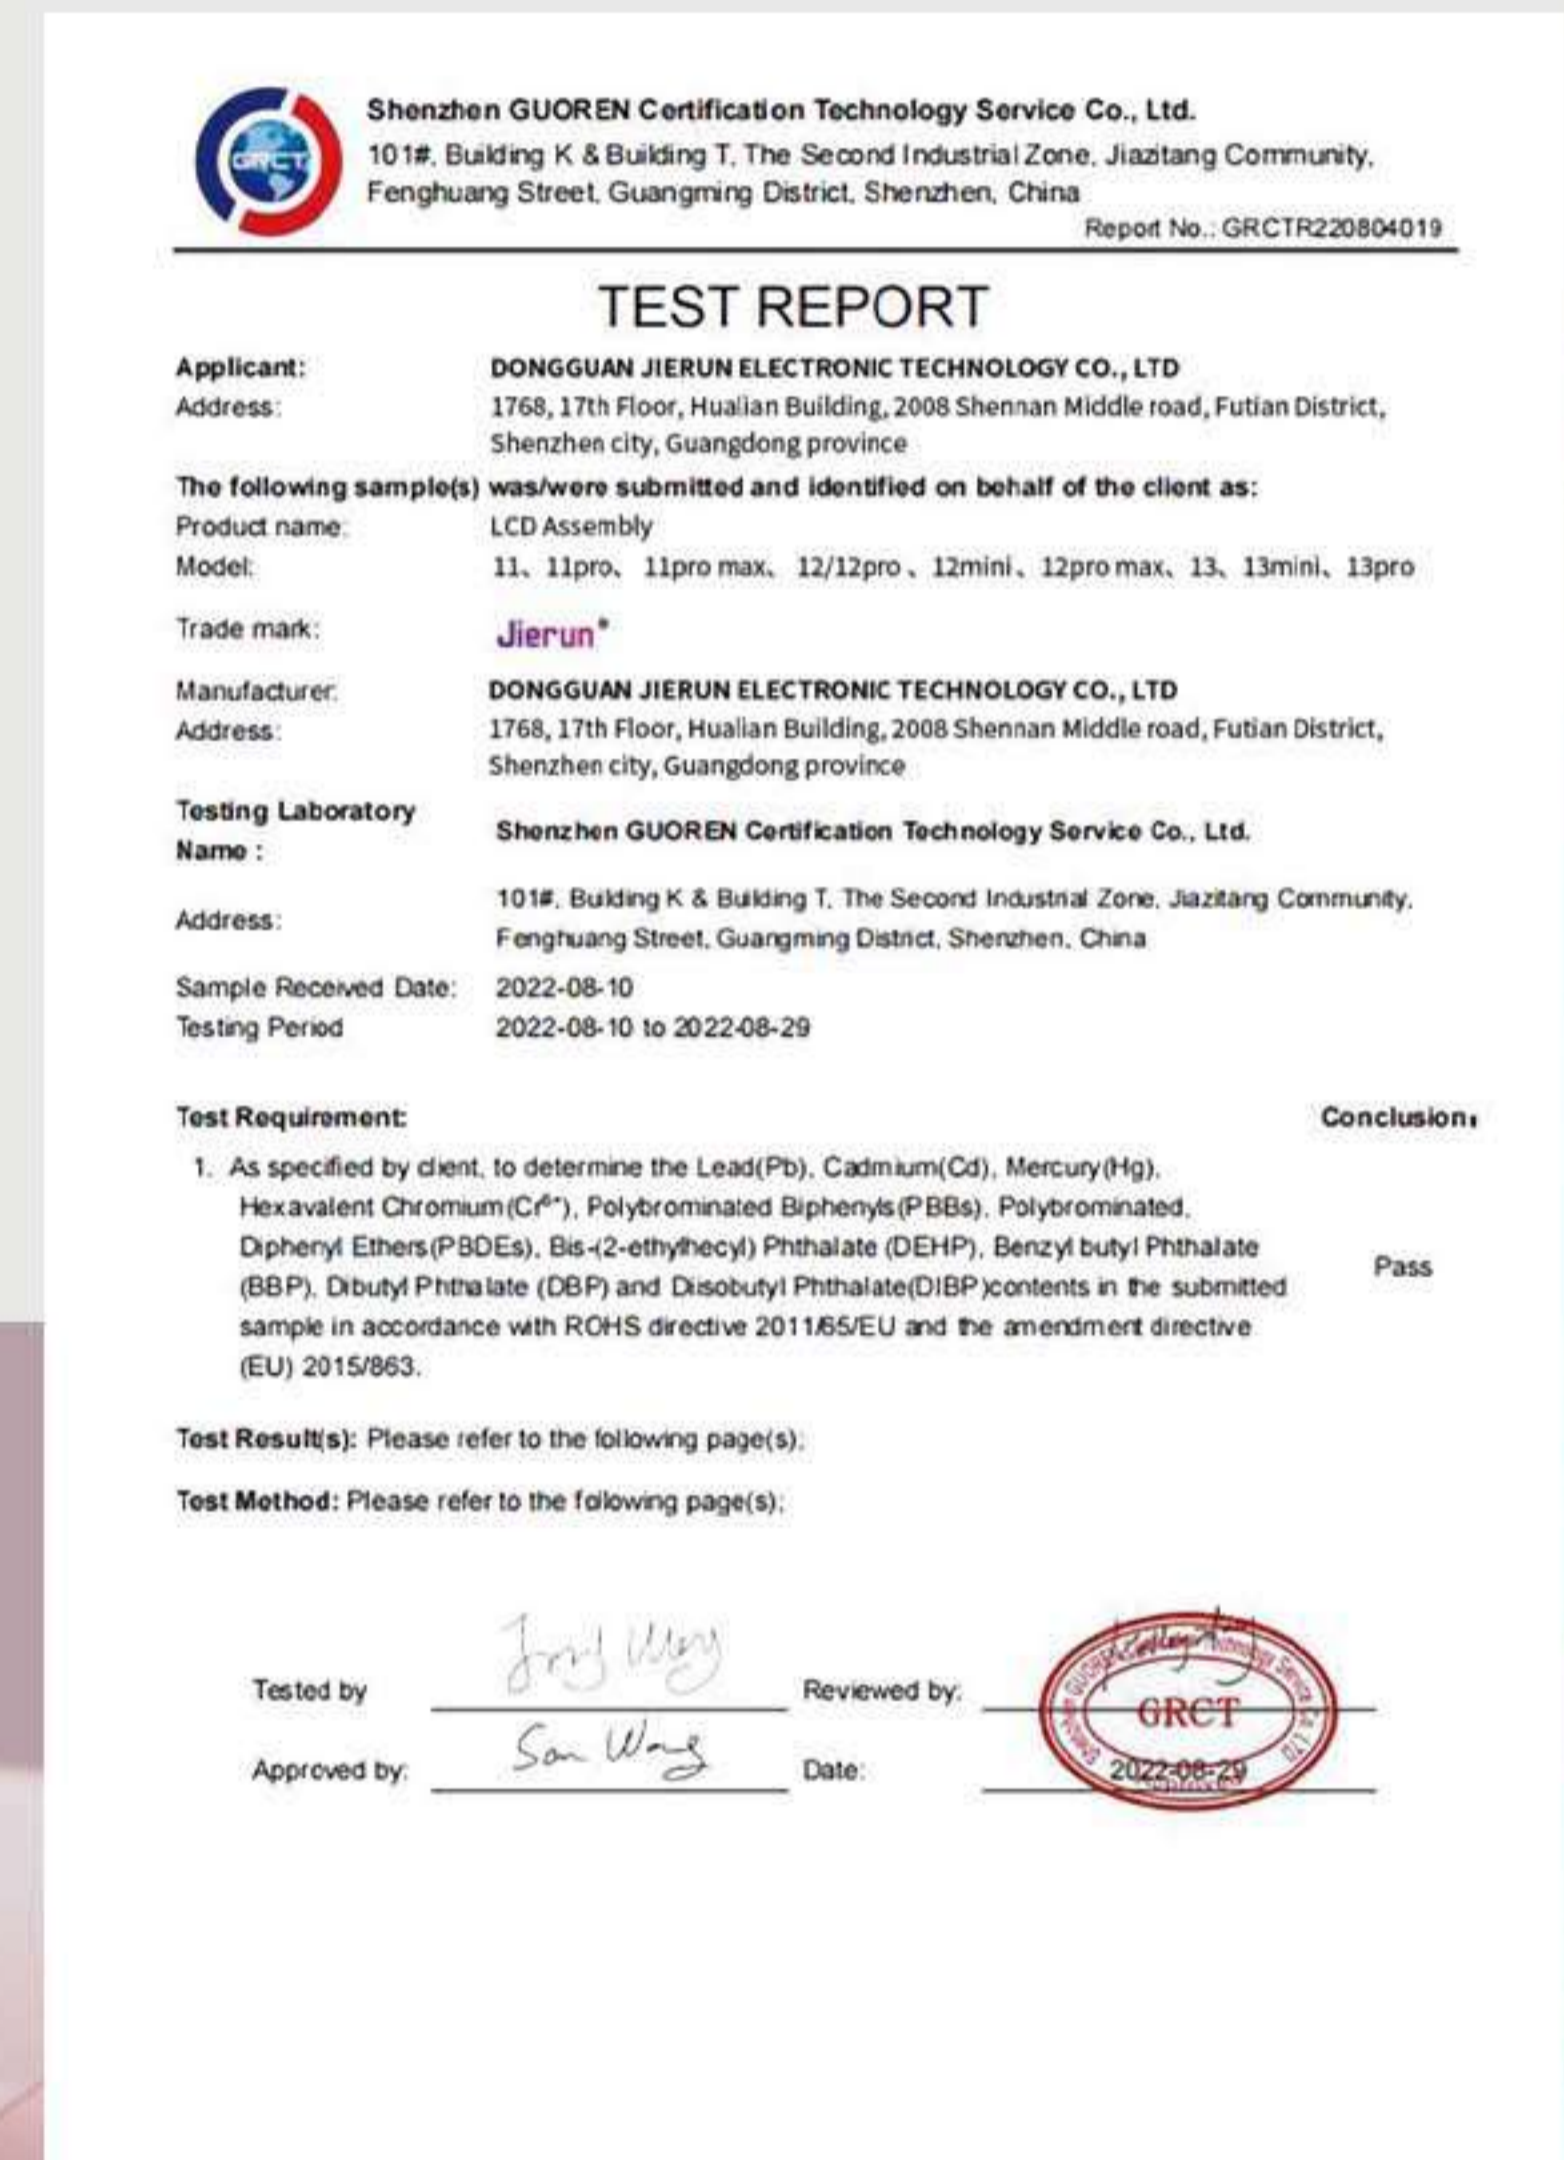 GRCT
Shenzhen GUOREN Certification Technology Service Co., Ltd.
101#, Building K & Building T, The Second Industrial Zone, Jiazitang Community,
Fenghuang Street, Guangming District, Shenzhen, China
Report No.: GRCTR220804019
TEST REPORT
Applicant: DONGGUAN JIERUN ELECTRONIC TECHNOLOGY CO., LTD
Address: 1768, 17th Floor, Hualian Building, 2008 Shennan Middle road, Futian District,
Shenzhen city, Guangdong province
The following sample(s) was/were submitted and identified on behalf of the client as:
Product name: LCD Assembly
Model: 11、11pro、11pro max、12/12pro、12mini、12pro max、13、13mini、13pro
Trade mark: Jierun®
Manufacturer: DONGGUAN JIERUN ELECTRONIC TECHNOLOGY CO., LTD
Address: 1768, 17th Floor, Hualian Building, 2008 Shennan Middle road, Futian District,
Shenzhen city, Guangdong province
Testing Laboratory
Name : Shenzhen GUOREN Certification Technology Service Co., Ltd.
Address: 101#, Building K & Building T, The Second Industrial Zone, Jiazitang Community,
Fenghuang Street, Guangming District, Shenzhen, China
Sample Received Date: 2022-08-10
Testing Period 2022-08-10 to 2022-08-29
Test Requirement: Conclusion:
1. As specified by client, to determine the Lead(Pb), Cadmium(Cd), Mercury(Hg),
Hexavalent Chromium(Cr⁶⁺), Polybrominated Biphenyls(PBBs), Polybrominated,
Diphenyl Ethers(PBDEs), Bis-(2-ethylhecyl) Phthalate (DEHP), Benzyl butyl Phthalate
(BBP), Dibutyl Phthalate (DBP) and Diisobutyl Phthalate(DIBP)contents in the submitted
sample in accordance with ROHS directive 2011/65/EU and the amendment directive
(EU) 2015/863.
Pass
Test Result(s): Please refer to the following page(s);
Test Method: Please refer to the following page(s);
Tested by
Reviewed by:
Approved by: San Wang
Date: 2022-08-29
Shenzhen GUOREN Certification Technology Service Co. LTD
GRCT
Approved